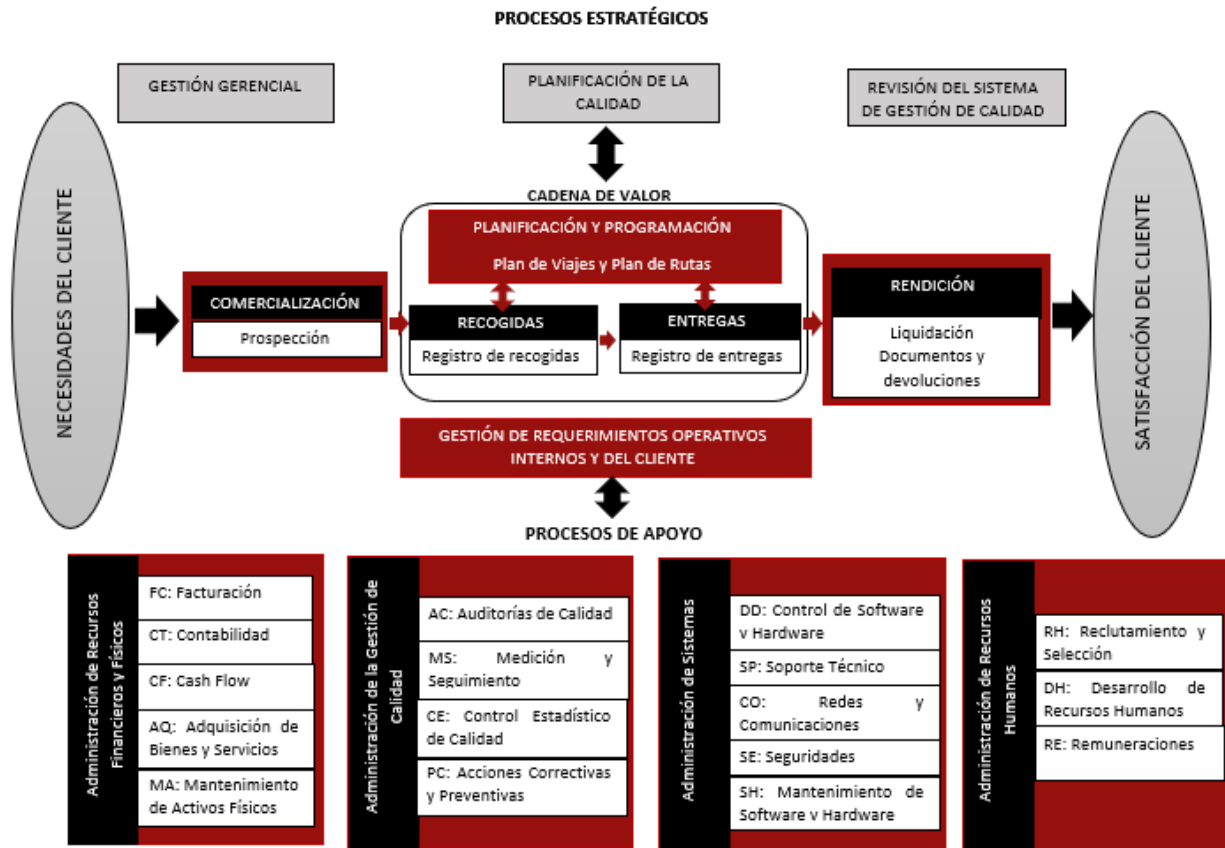 PROCESOS ESTRATÉGICOS
GESTIÓN GERENCIAL
PLANIFICACIÓN DE LA
CALIDAD
REVISIÓN DEL SISTEMA
DE GESTIÓN DE CALIDAD
NECESIDADES DEL CLIENTE
CADENA DE VALOR
PLANIFICACIÓN Y PROGRAMACIÓN
Plan de Viajes y Plan de Rutas
COMERCIALIZACIÓN
Prospección
RECOGIDAS
Registro de recogidas
ENTREGAS
Registro de entregas
RENDICIÓN
Liquidación
Documentos y
devoluciones
SATISFACCIÓN DEL CLIENTE
GESTIÓN DE REQUERIMIENTOS OPERATIVOS
INTERNOS Y DEL CLIENTE
PROCESOS DE APOYO
Administración de Recursos
Financieros y Físicos
FC: Facturación
CT: Contabilidad
CF: Cash Flow
AQ: Adquisición de
Bienes y Servicios
MA: Mantenimiento
de Activos Físicos
Administración de la Gestión de
Calidad
AC: Auditorías de Calidad
MS: Medición y
Seguimiento
CE: Control Estadístico
de Calidad
PC: Acciones Correctivas
y Preventivas
Administración de Sistemas
DD: Control de Software
y Hardware
SP: Soporte Técnico
CO: Redes y
Comunicaciones
SE: Seguridades
SH: Mantenimiento de
Software y Hardware
Administración de Recursos
Humanos
RH: Reclutamiento y
Selección
DH: Desarrollo de
Recursos Humanos
RE: Remuneraciones